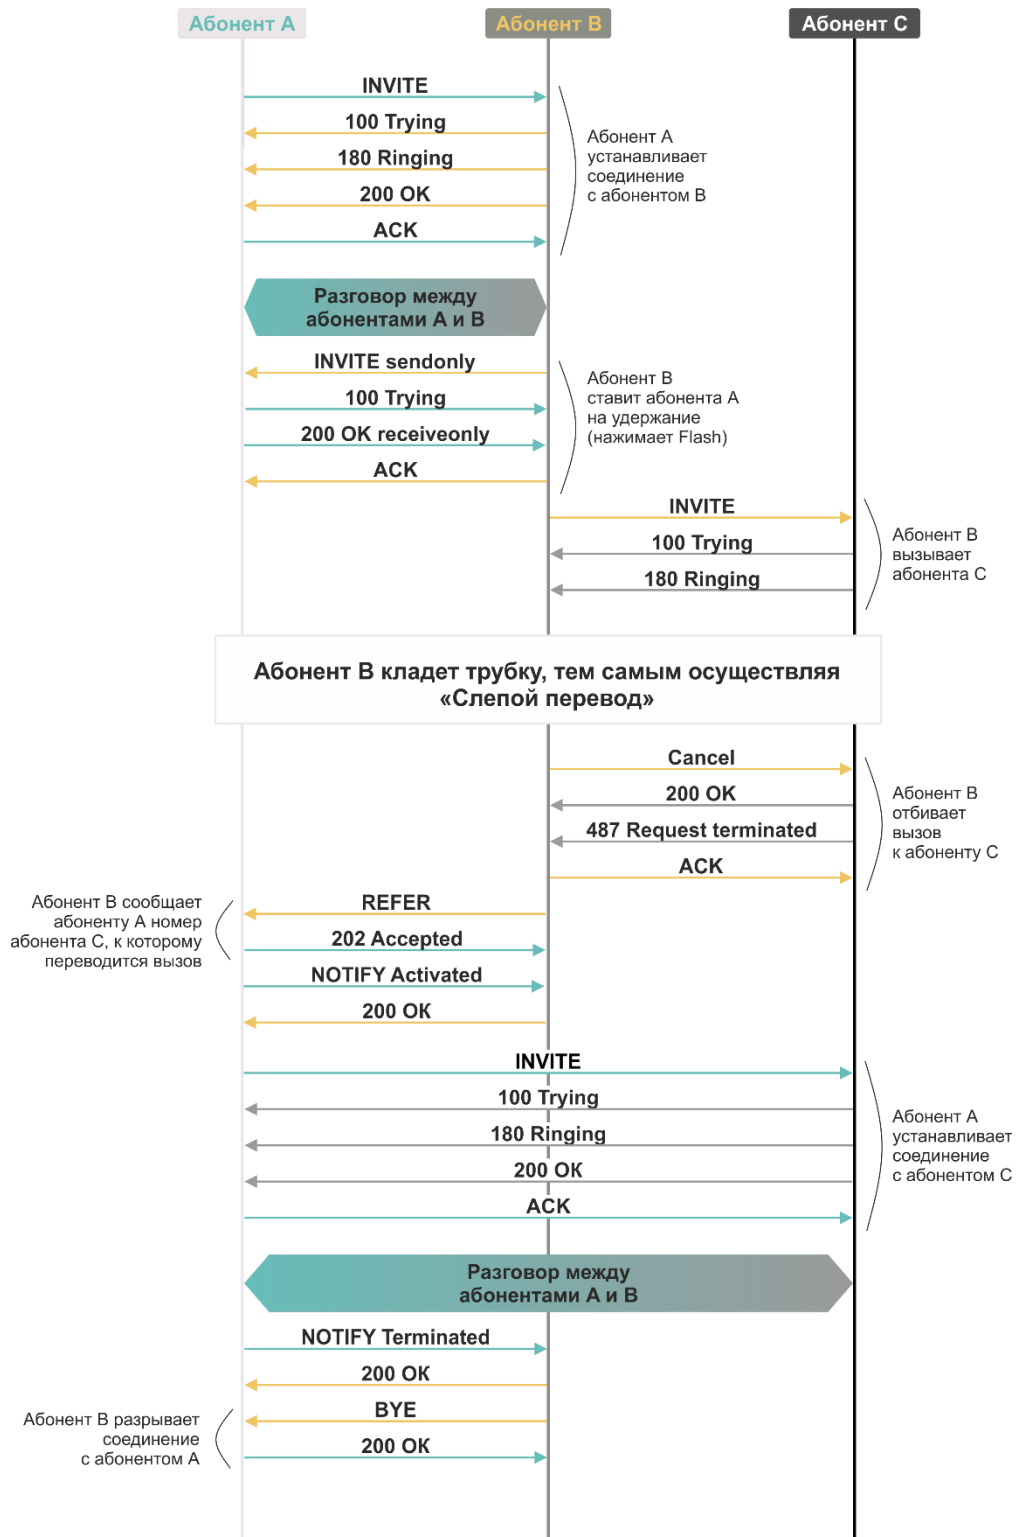 Абонент A
Абонент B
Абонент C
INVITE
100 Trying
180 Ringing
200 OK
ACK
Абонент A
устанавливает
соединение
с абонентом B
Разговор между
абонентами A и B
INVITE sendonly
100 Trying
200 OK receiveonly
ACK
Абонент B
ставит абонента A
на удержание
(нажимает Flash)
INVITE
100 Trying
180 Ringing
Абонент B
вызывает
абонента C
Абонент B кладет трубку, тем самым осуществляя
«Слепой перевод»
Cancel
200 OK
487 Request terminated
ACK
Абонент B
отбивает
вызов
к абоненту C
Абонент B сообщает
абоненту A номер
абонента C, к которому
переводится вызов
REFER
202 Accepted
NOTIFY Activated
200 OK
INVITE
100 Trying
180 Ringing
200 OK
ACK
Абонент A
устанавливает
соединение
с абонентом C
Разговор между
абонентами A и B
NOTIFY Terminated
200 OK
BYE
200 OK
Абонент B разрывает
соединение
с абонентом A